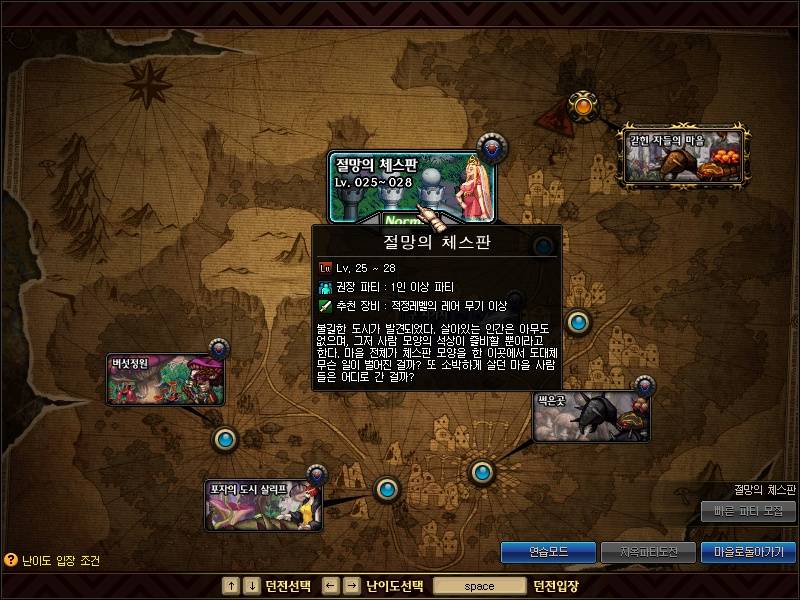 갇힌 자들의 마을
절망의 체스판
Lv. 025~028
Normal
절망의 체스판
Lv
Lv, 25 ~ 28
권장 파티 : 1인 이상 파티
추천 장비 : 적정레벨의 레어 무기 이상
불길한 도시가 발견되었다. 살아있는 인간은 아무도
없으며, 그저 사람 모양의 석상이 즐비할 뿐이라고
한다. 마을 전체가 체스판 모양을 한 이곳에서 도대체
무슨 일이 벌어진 걸까? 또 소박하게 살던 마을 사람
들은 어디로 간 걸까?
버섯정원
썩은곳
포자의 도시 살리프
절망의 체스판
빠른 파티 모집
연습모드
지옥파티도전
마을로돌아가기
? 난이도 입장 조건
↑ ↓ 던전선택 ← → 난이도선택 space 던전입장